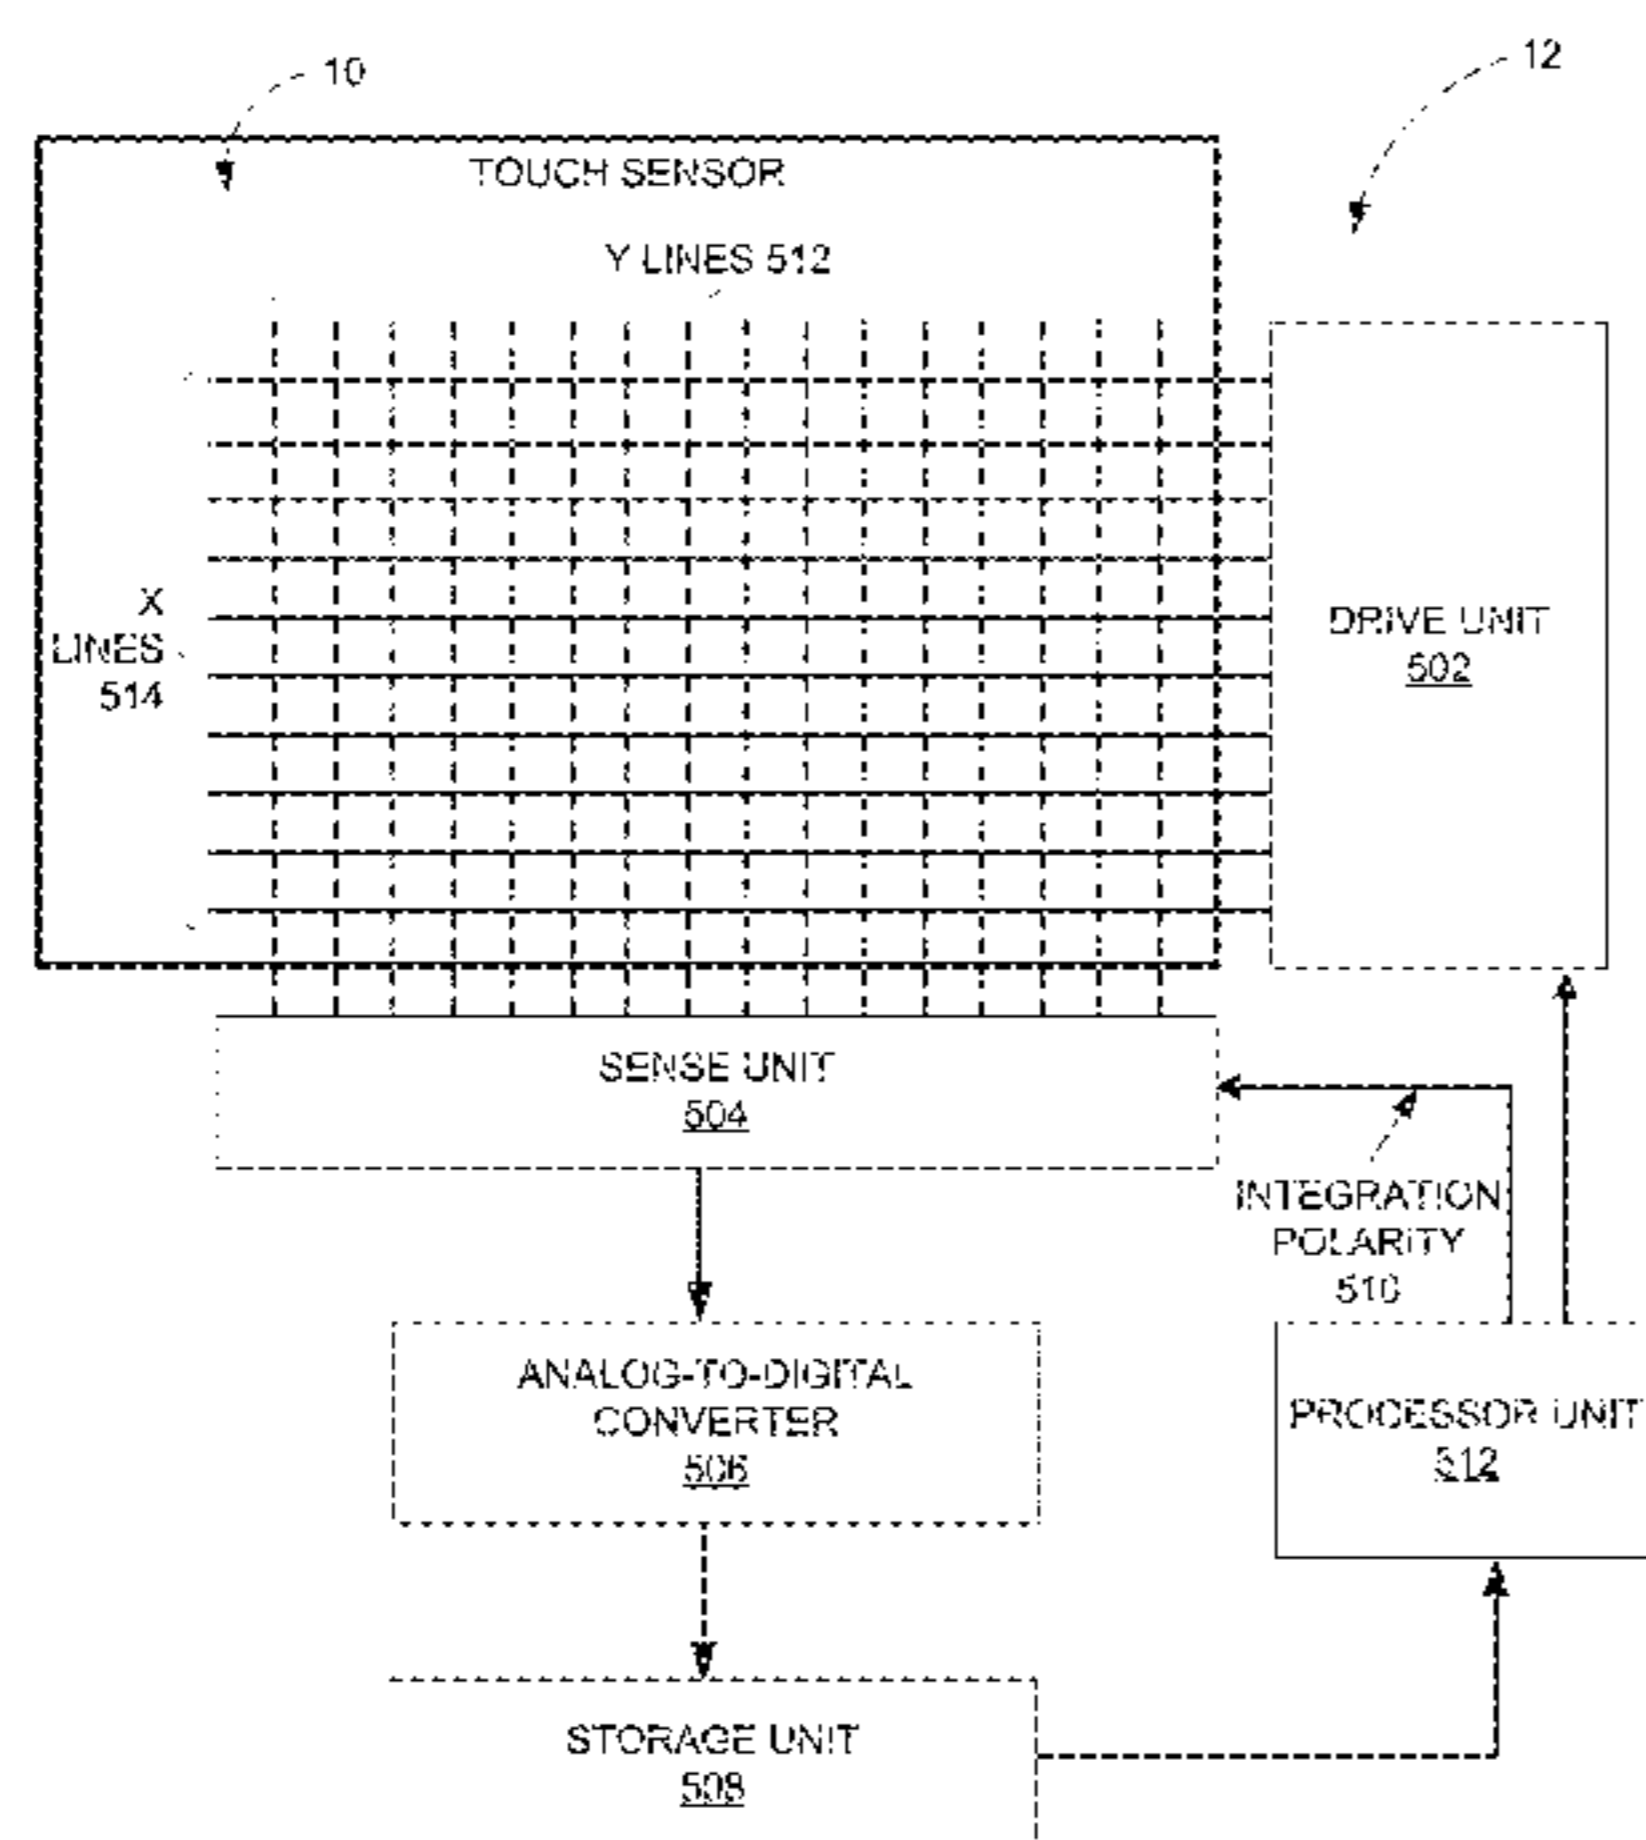 10
12
TOUCH SENSOR
Y LINES 512
X
LINES
514
DRIVE UNIT
502
SENSE UNIT
504
INTEGRATION
POLARITY
510
ANALOG-TO-DIGITAL
CONVERTER
506
PROCESSOR UNIT
512
STORAGE UNIT
508